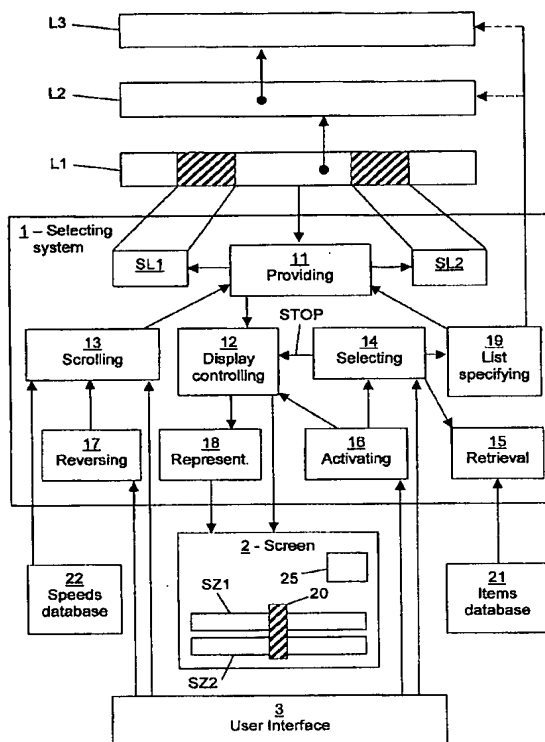 L3
L2
L1
1 – Selecting
system
SL1
11
Providing
SL2
STOP
13
Scrolling
12
Display
controlling
14
Selecting
19
List
specifying
17
Reversing
18
Represent.
16
Activating
15
Retrieval
2 - Screen
25
20
SZ1
SZ2
22
Speeds
database
21
Items
database
3
User Interface